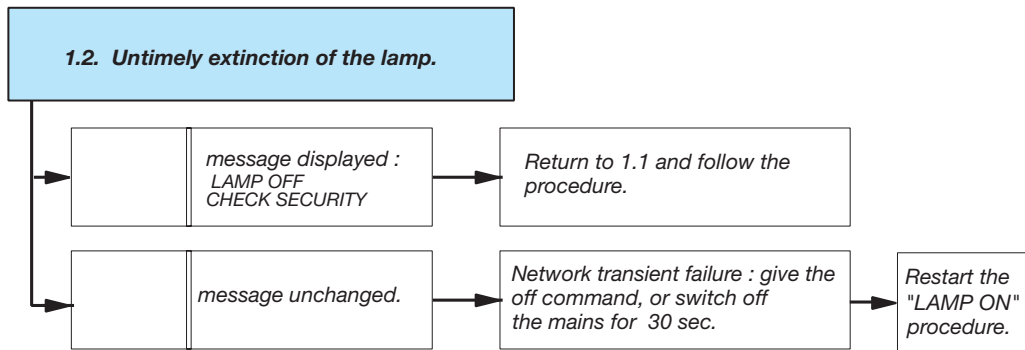 1.2. Untimely extinction of the lamp.
message displayed :
LAMP OFF
CHECK SECURITY
Return to 1.1 and follow the
procedure.
message unchanged.
Network transient failure : give the
off command, or switch off
the mains for 30 sec.
Restart the
"LAMP ON"
procedure.